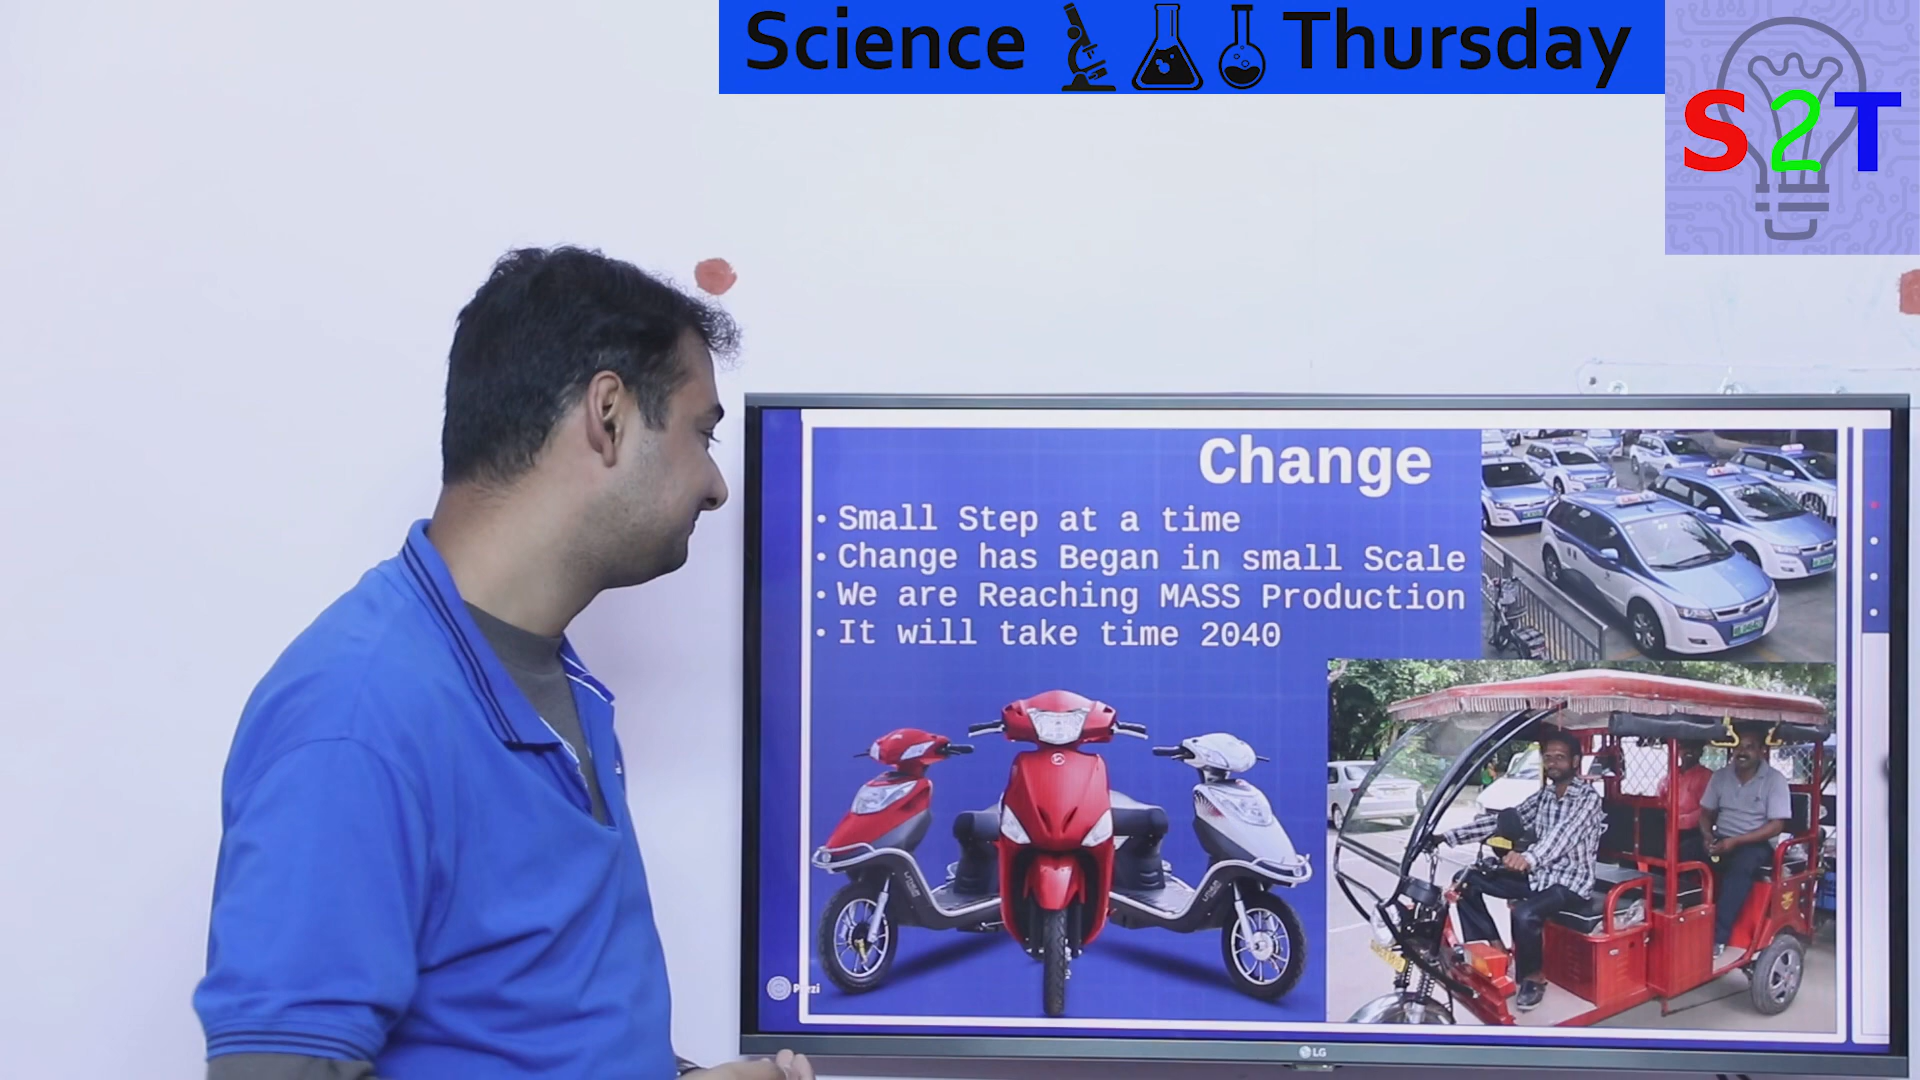 Science Thursday
S2T
Change
• Small Step at a time
• Change has Began in small Scale
• We are Reaching MASS Production
• It will take time 2040
Prezi
LG